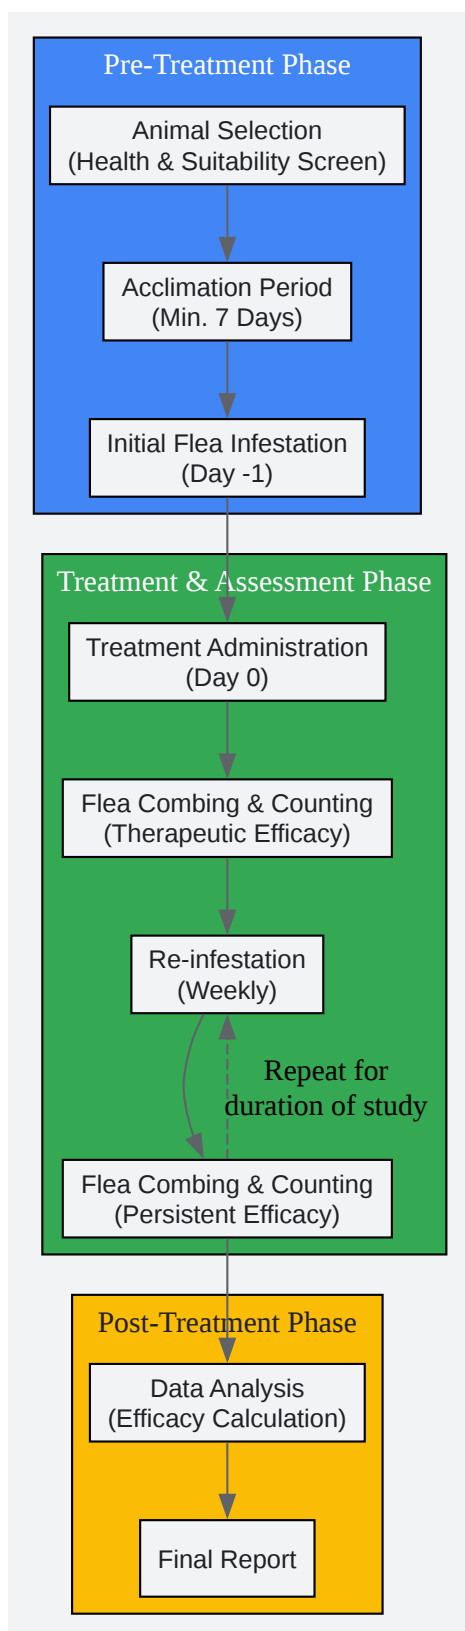 Pre-Treatment Phase
Animal Selection
(Health & Suitability Screen)
Acclimation Period
(Min. 7 Days)
Initial Flea Infestation
(Day -1)
Treatment & Assessment Phase
Treatment Administration
(Day 0)
Flea Combing & Counting
(Therapeutic Efficacy)
Re-infestation
(Weekly)
Repeat for
duration of study
Flea Combing & Counting
(Persistent Efficacy)
Post-Treatment Phase
Data Analysis
(Efficacy Calculation)
Final Report